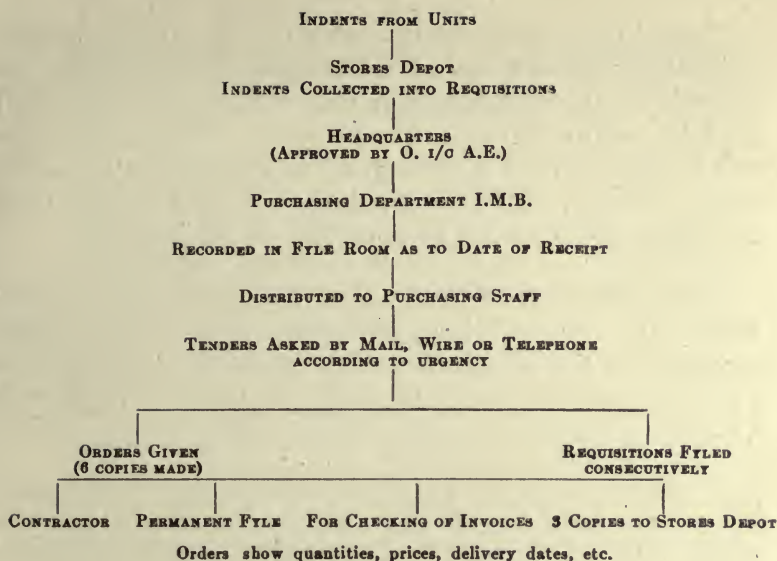 INDENTS FROM UNITS
STORES DEPOT
INDENTS COLLECTED INTO REQUISITIONS
HEADQUARTERS
(APPROVED BY O. I/C A.E.)
PURCHASING DEPARTMENT I.M.B.
RECORDED IN FYLE ROOM AS TO DATE OF RECEIPT
DISTRIBUTED TO PURCHASING STAFF
TENDERS ASKED BY MAIL, WIRE OR TELEPHONE
ACCORDING TO URGENCY
ORDERS GIVEN REQUISITIONS FYLED
(6 COPIES MADE) CONSECUTIVELY
CONTRACTOR PERMANENT FYLE FOR CHECKING OF INVOICES 3 COPIES TO STORES DEPOT
Orders show quantities, prices, delivery dates, etc.